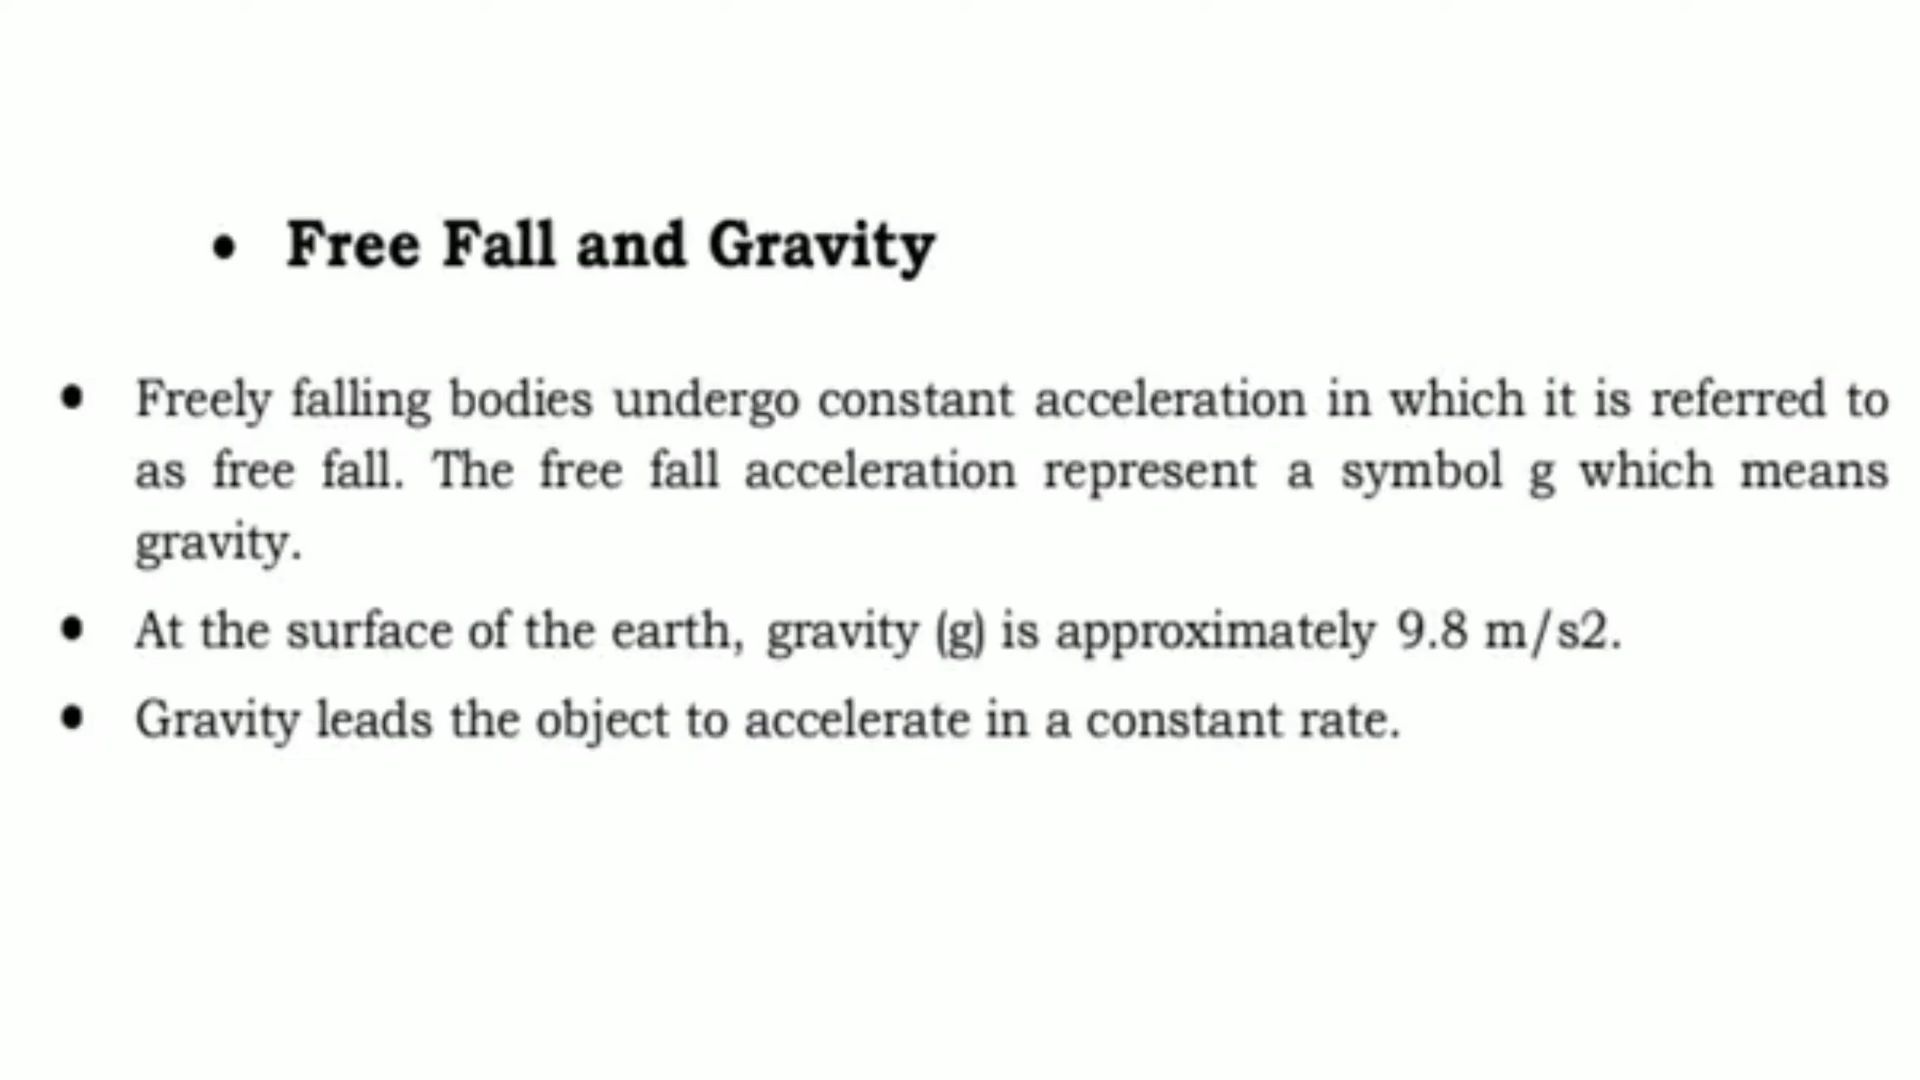 • Free Fall and Gravity
• Freely falling bodies undergo constant acceleration in which it is referred to
as free fall. The free fall acceleration represent a symbol g which means
gravity.
• At the surface of the earth, gravity (g) is approximately 9.8 m/s2.
• Gravity leads the object to accelerate in a constant rate.